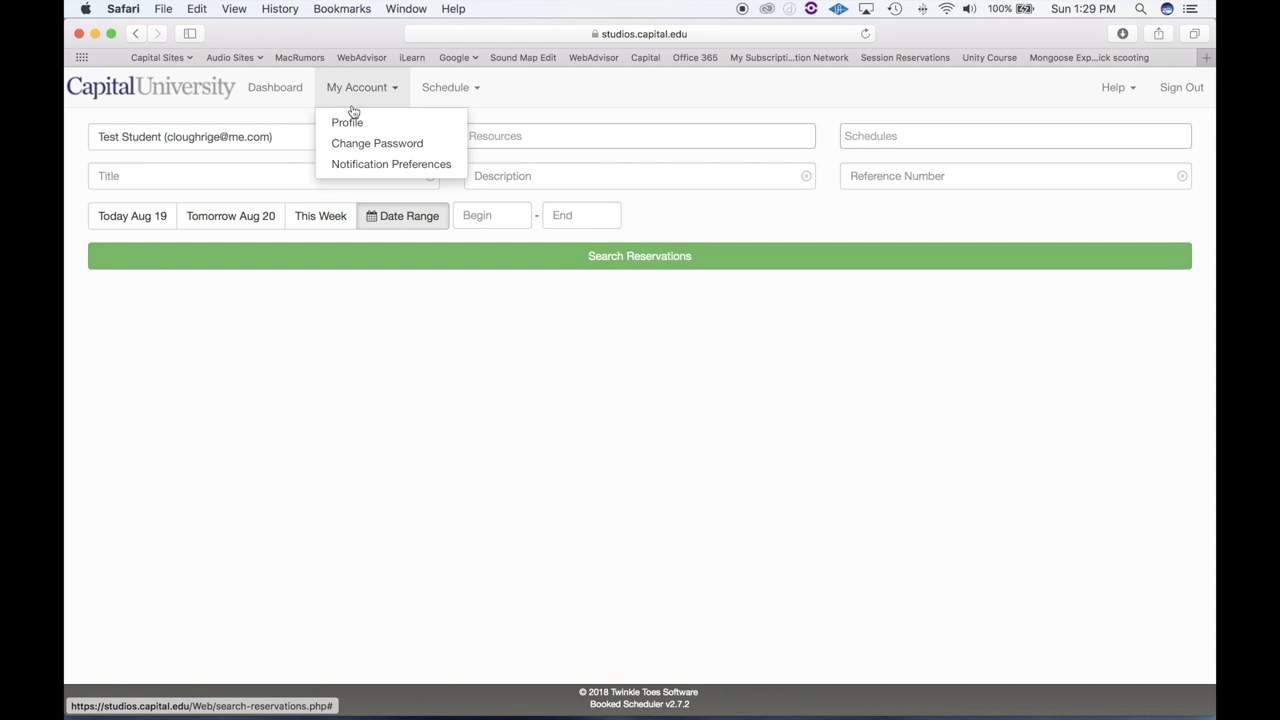 Safari File Edit View History Bookmarks Window Help 100% Sun 1:29 PM
studios.capital.edu
Capital Sites Audio Sites MacRumors WebAdvisor iLearn Google Sound Map Edit WebAdvisor Capital Office 365 My Subscripti...tion Network Session Reservations Unity Course Mongoose Exp...ick scooting
CapitalUniversity Dashboard My Account Schedule Help Sign Out
Profile
Change Password
Notification Preferences
Test Student (cloughrige@me.com) Resources Schedules
Title Description Reference Number
Today Aug 19 Tomorrow Aug 20 This Week Date Range Begin - End
Search Reservations
© 2018 Twinkle Toes Software
Booked Scheduler v2.7.2
https://studios.capital.edu/Web/search-reservations.php#